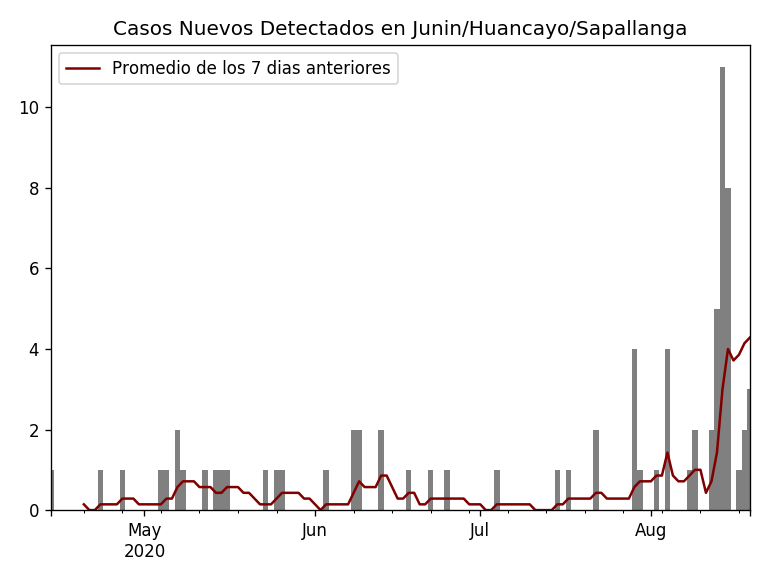 Casos Nuevos Detectados en Junin/Huancayo/Sapallanga
Promedio de los 7 dias anteriores
10
8
6
4
2
0
May
2020
Jun
Jul
Aug